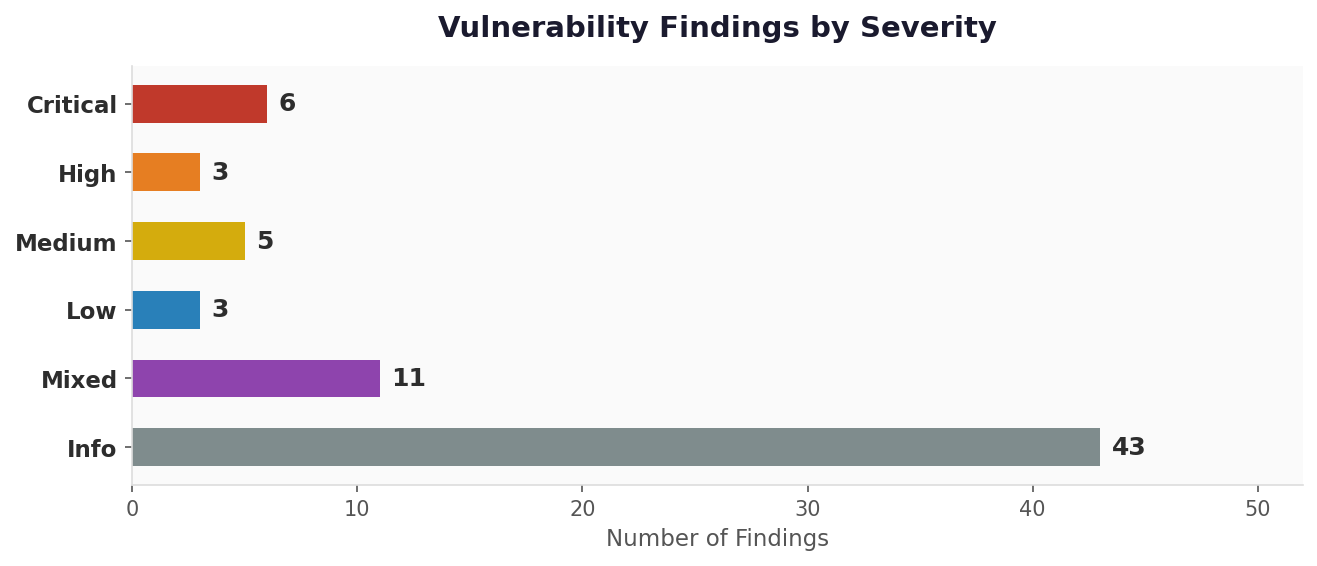 Vulnerability Findings by Severity
Critical 6
High 3
Medium 5
Low 3
Mixed 11
Info 43
0 10 20 30 40 50
Number of Findings